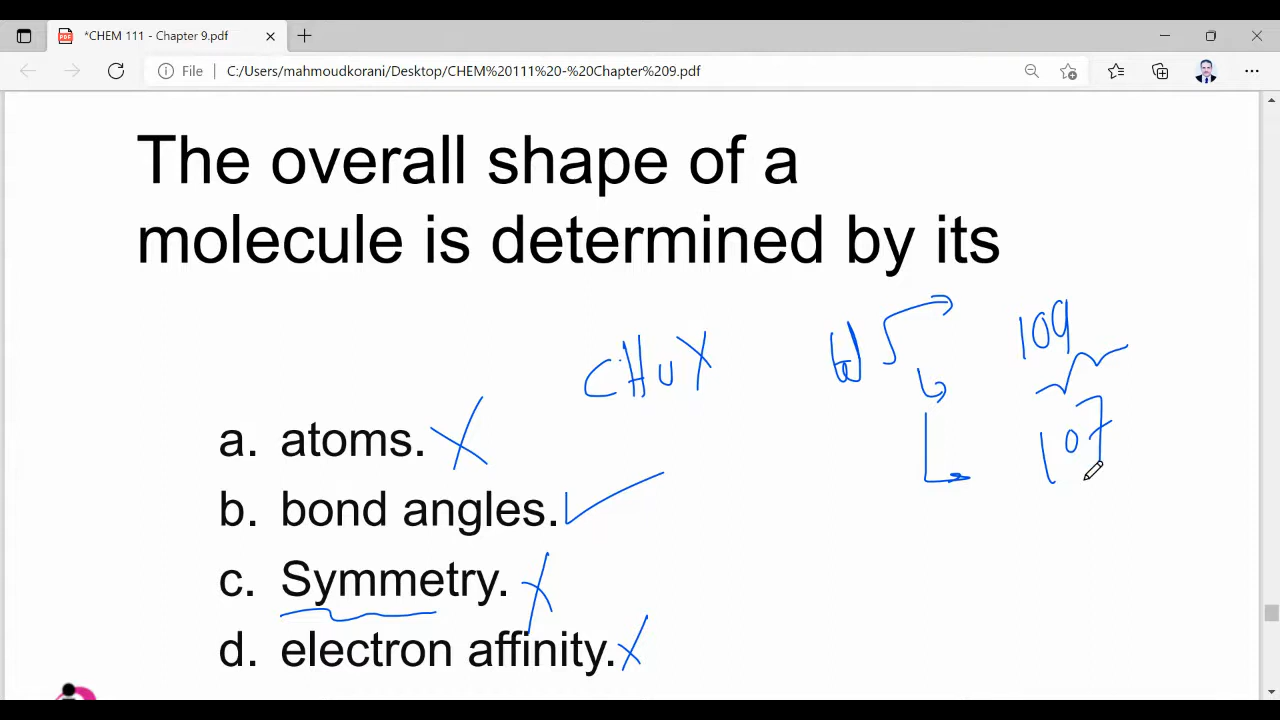 *CHEM 111 - Chapter 9.pdf
File
C:/Users/mahmoudkorani/Desktop/CHEM%20111%20-%20Chapter%209.pdf
The overall shape of a
molecule is determined by its
109
CHU
107
a. atoms.
b. bond angles.
c. Symmetry.
d. electron affinity.